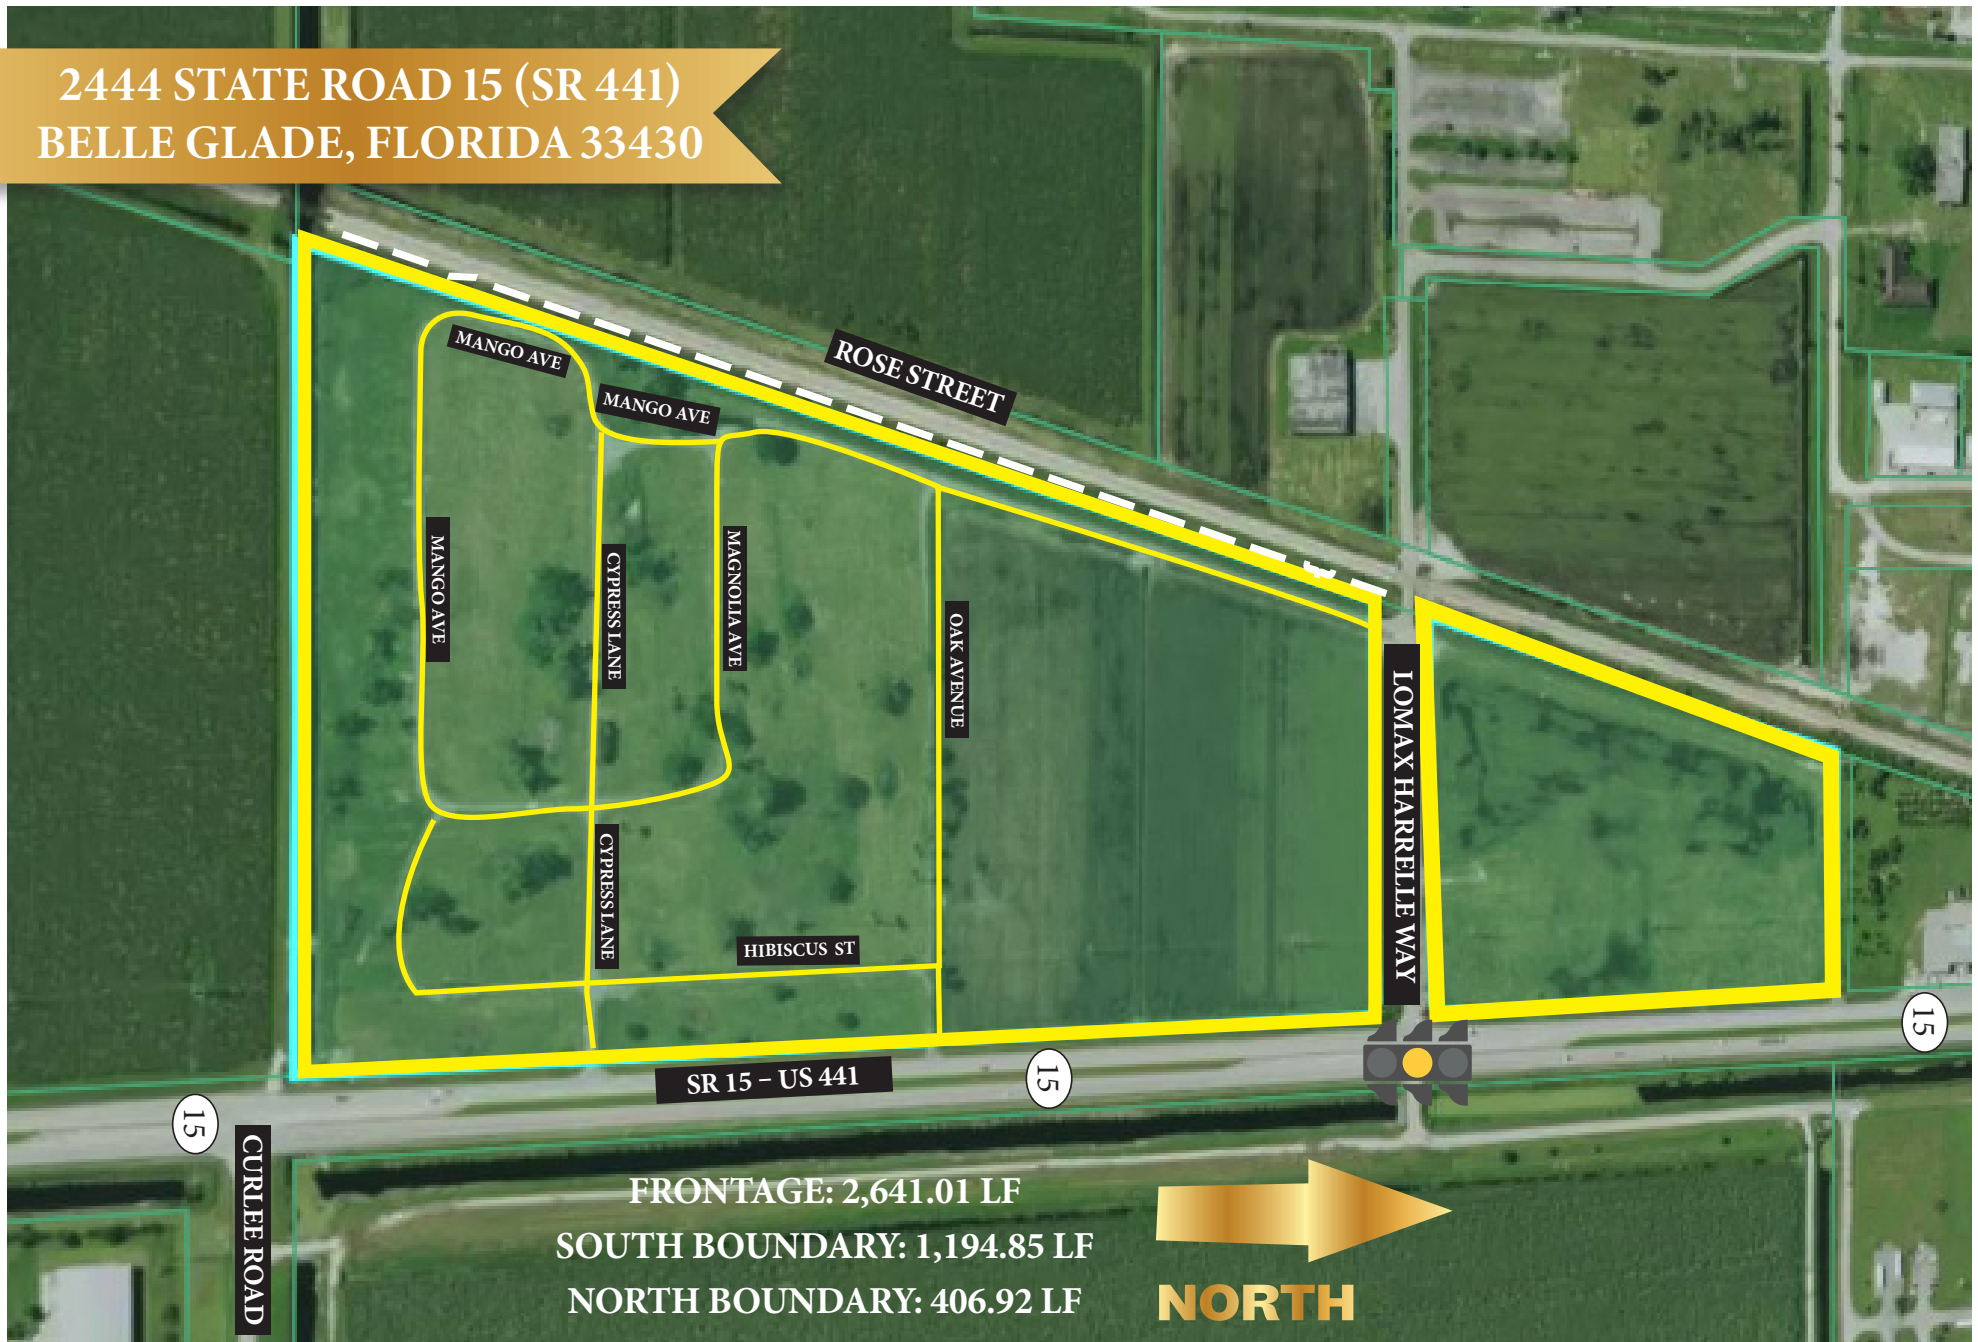 2444 STATE ROAD 15 (SR 441)
BELLE GLADE, FLORIDA 33430
ROSE STREET
MANGO AVE
MANGO AVE
MANGO AVE
CYPRESS LANE
MAGNOLIA AVE
OAK AVENUE
LOMAX HARRELLE WAY
CYPRESS LANE
HIBISCUS ST
SR 15 – US 441
15
15
15
CURLEE ROAD
FRONTAGE: 2,641.01 LF
SOUTH BOUNDARY: 1,194.85 LF
NORTH BOUNDARY: 406.92 LF
NORTH